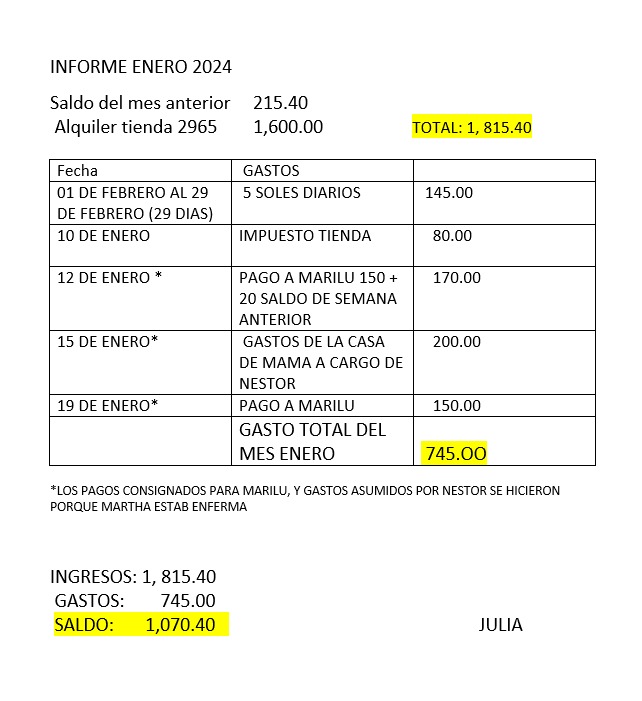 INFORME ENERO 2024
Saldo del mes anterior 215.40
Alquiler tienda 2965 1,600.00 TOTAL: 1, 815.40
Fecha GASTOS
01 DE FEBRERO AL 29 5 SOLES DIARIOS 145.00
DE FEBRERO (29 DIAS)
10 DE ENERO IMPUESTO TIENDA 80.00
12 DE ENERO * PAGO A MARILU 150 + 170.00
20 SALDO DE SEMANA
ANTERIOR
15 DE ENERO* GASTOS DE LA CASA 200.00
DE MAMA A CARGO DE
NESTOR
19 DE ENERO* PAGO A MARILU 150.00
GASTO TOTAL DEL
MES ENERO 745.OO
*LOS PAGOS CONSIGNADOS PARA MARILU, Y GASTOS ASUMIDOS POR NESTOR SE HICIERON
PORQUE MARTHA ESTAB ENFERMA
INGRESOS: 1, 815.40
GASTOS: 745.00
SALDO: 1,070.40 JULIA